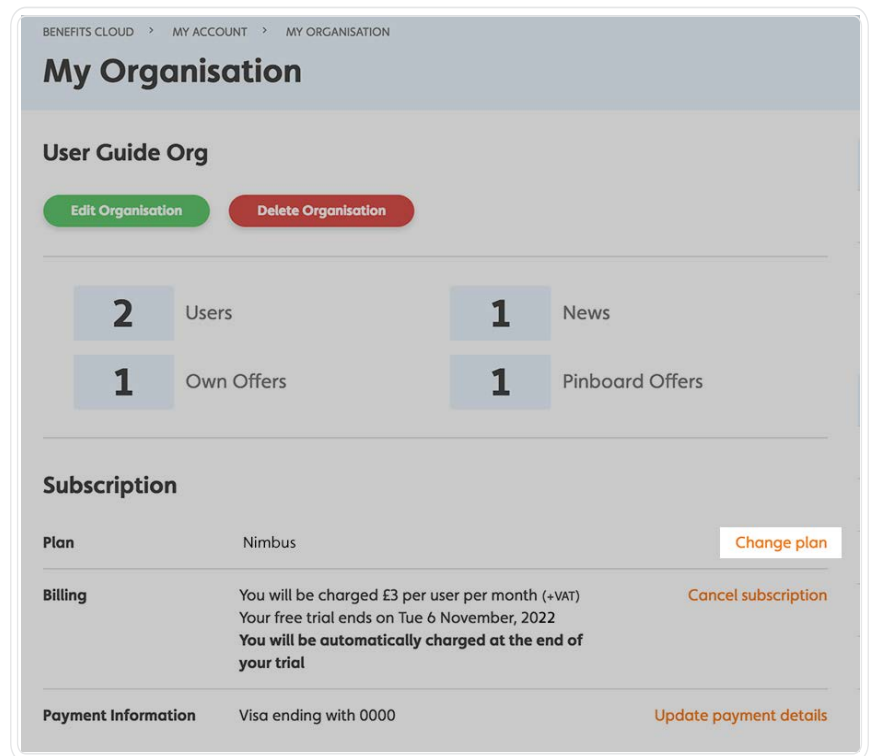 BENEFITS CLOUD > MY ACCOUNT > MY ORGANISATION
My Organisation
User Guide Org
Edit Organisation Delete Organisation
2 Users 1 News
1 Own Offers 1 Pinboard Offers
Subscription
Plan Nimbus Change plan
Billing You will be charged £3 per user per month (+VAT) Cancel subscription
Your free trial ends on Tue 6 November, 2022
You will be automatically charged at the end of
your trial
Payment Information Visa ending with 0000 Update payment details